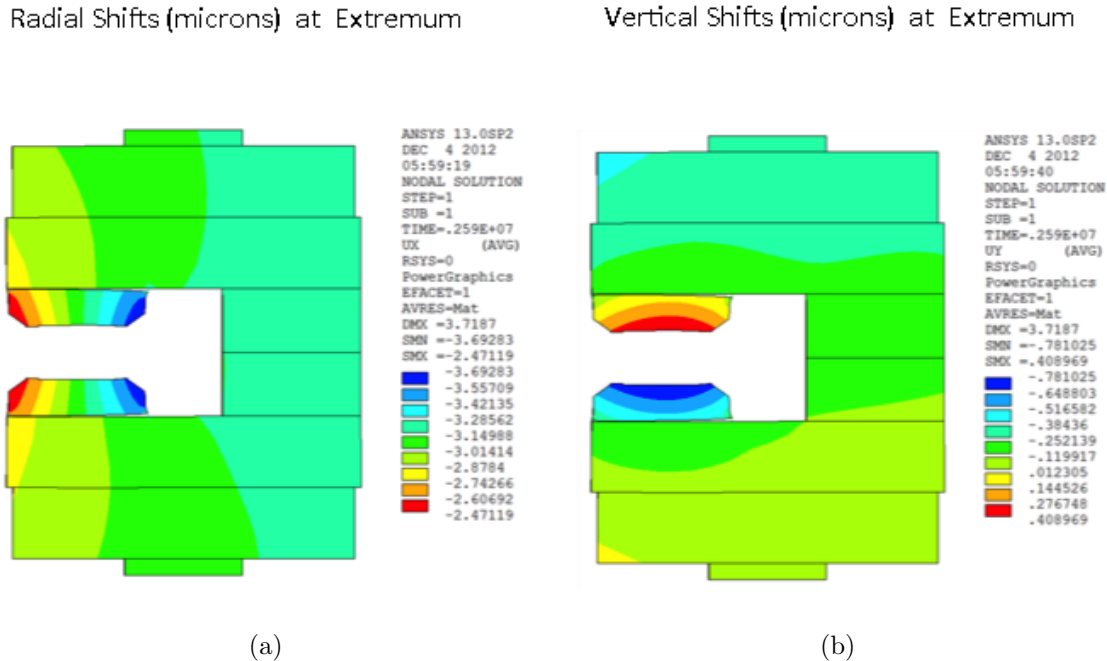 Radial Shifts (microns) at Extremum
Vertical Shifts (microns) at Extremum
ANSYS 13.0SP2
DEC 4 2012
05:59:19
NODAL SOLUTION
STEP=1
SUB =1
TIME=.259E+07
UX (AVG)
RSYS=0
PowerGraphics
EFACET=1
AVRES=Mat
DMX =3.7187
SMN =-3.69283
SMX =-2.47119
-3.69283
-3.55709
-3.42135
-3.28562
-3.14988
-3.01414
-2.8784
-2.74266
-2.60692
-2.47119
ANSYS 13.0SP2
DEC 4 2012
05:59:40
NODAL SOLUTION
STEP=1
SUB =1
TIME=.259E+07
UY (AVG)
RSYS=0
PowerGraphics
EFACET=1
AVRES=Mat
DMX =3.7187
SMN =-.781025
SMX =.408969
-.781025
-.648803
-.516582
-.38436
-.252139
-.119917
.012305
.144526
.276748
.408969
(a)
(b)